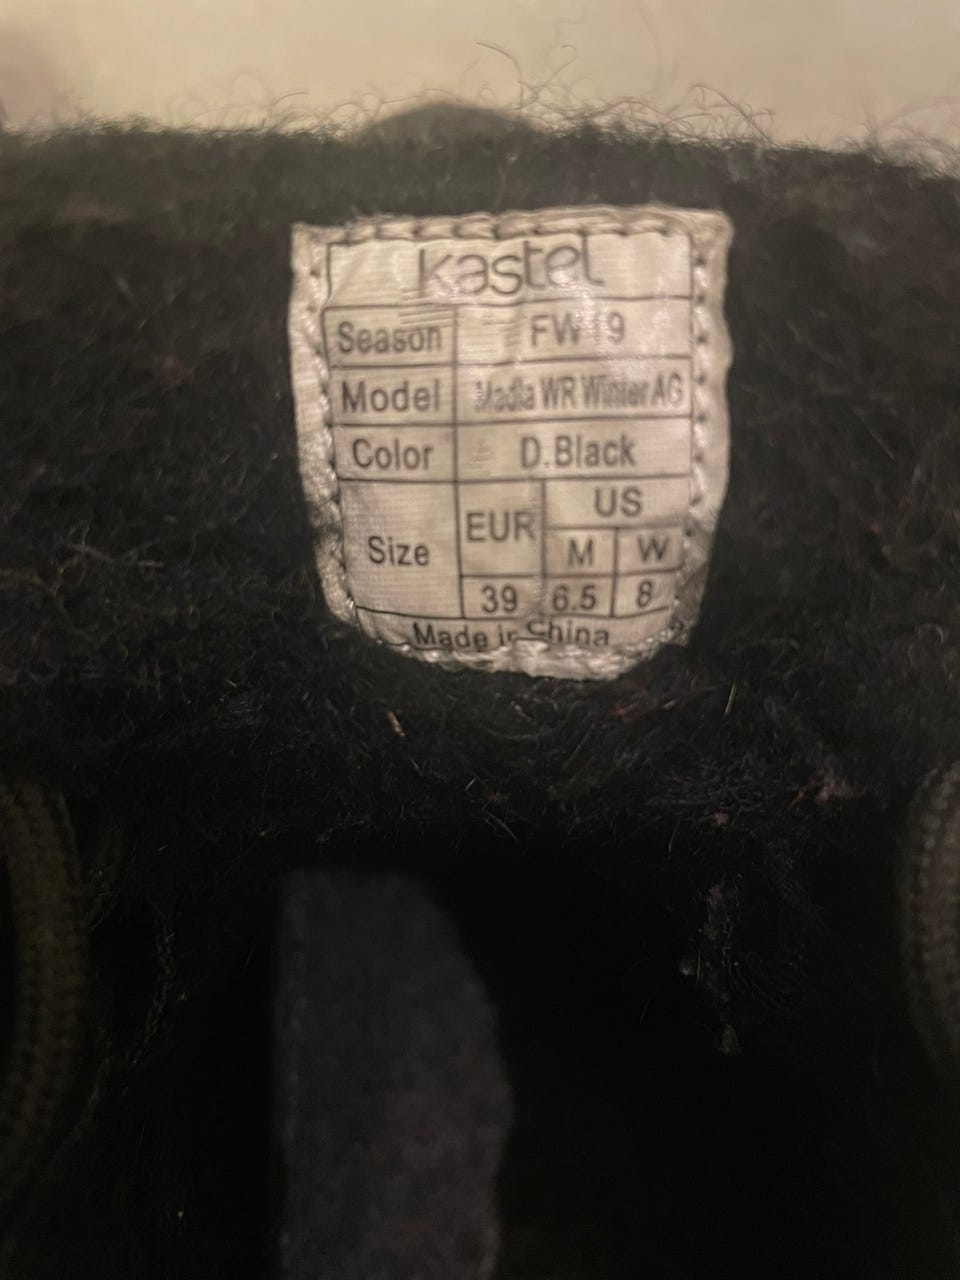 kastel
Season FW19
Model Madla WR Winter AG
Color D.Black
Size EUR US
M W
39 6.5 8
Made in China